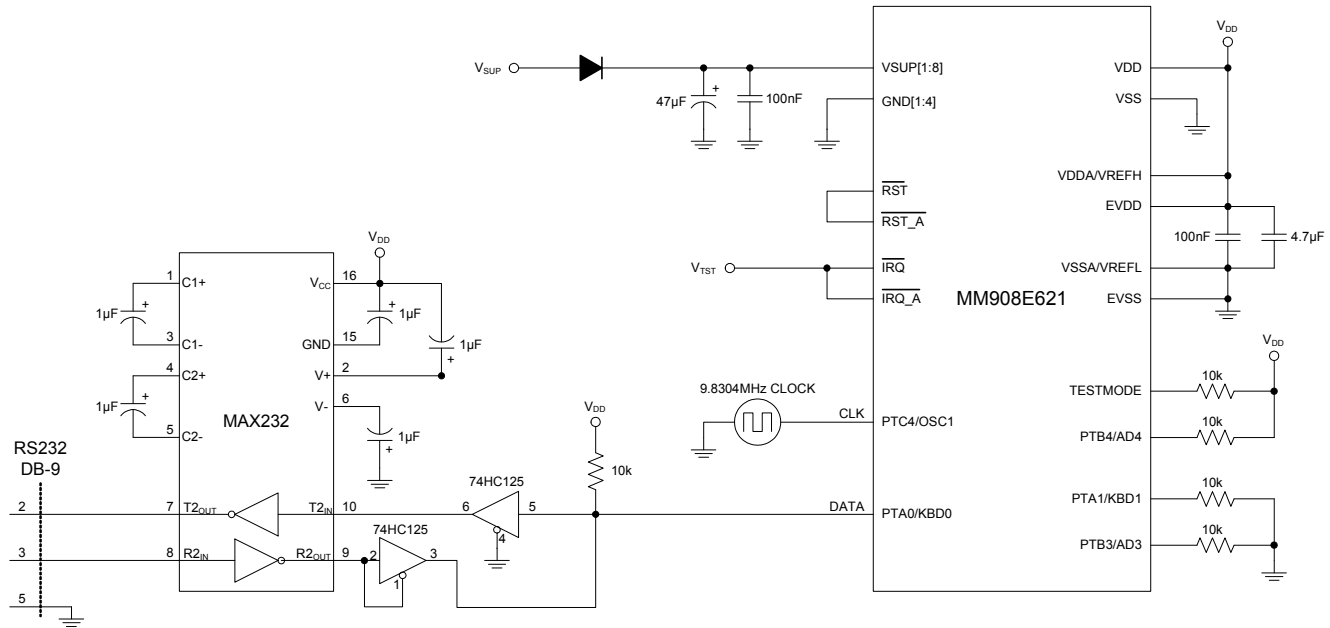 V_DD
V_SUP
VSUP[1:8]
VDD
47µF
+
100nF
GND[1:4]
VSS
VDDA/VREFH
RST
EVDD
RST_A
100nF
4.7µF
V_DD
V_TST
IRQ
VSSA/VREFL
1
C1+
V_CC
16
IRQ_A
MM908E621
EVSS
1µF
+
+
1µF
3
C1-
GND
15
1µF
+
V_DD
4
C2+
V+
2
10k
1µF
+
9.8304MHz CLOCK
TESTMODE
V-
6
V_DD
CLK
PTC4/OSC1
MAX232
10k
5
C2-
1µF
+
PTB4/AD4
RS232
DB-9
10k
74HC125
10k
PTA1/KBD1
2
7
T2_OUT
T2_IN
10
6
5
DATA
PTA0/KBD0
4
74HC125
10k
3
8
R2_IN
R2_OUT
9
2
3
PTB3/AD3
1
5